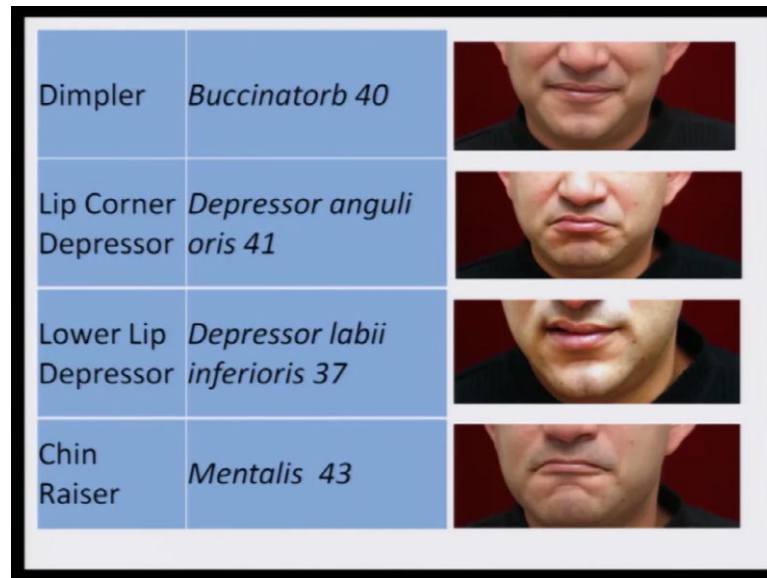 Dimpler
Buccinatorb 40
Lip Corner
Depressor
Depressor anguli
oris 41
Lower Lip
Depressor
Depressor labii
inferioris 37
Chin
Raiser
Mentalis 43